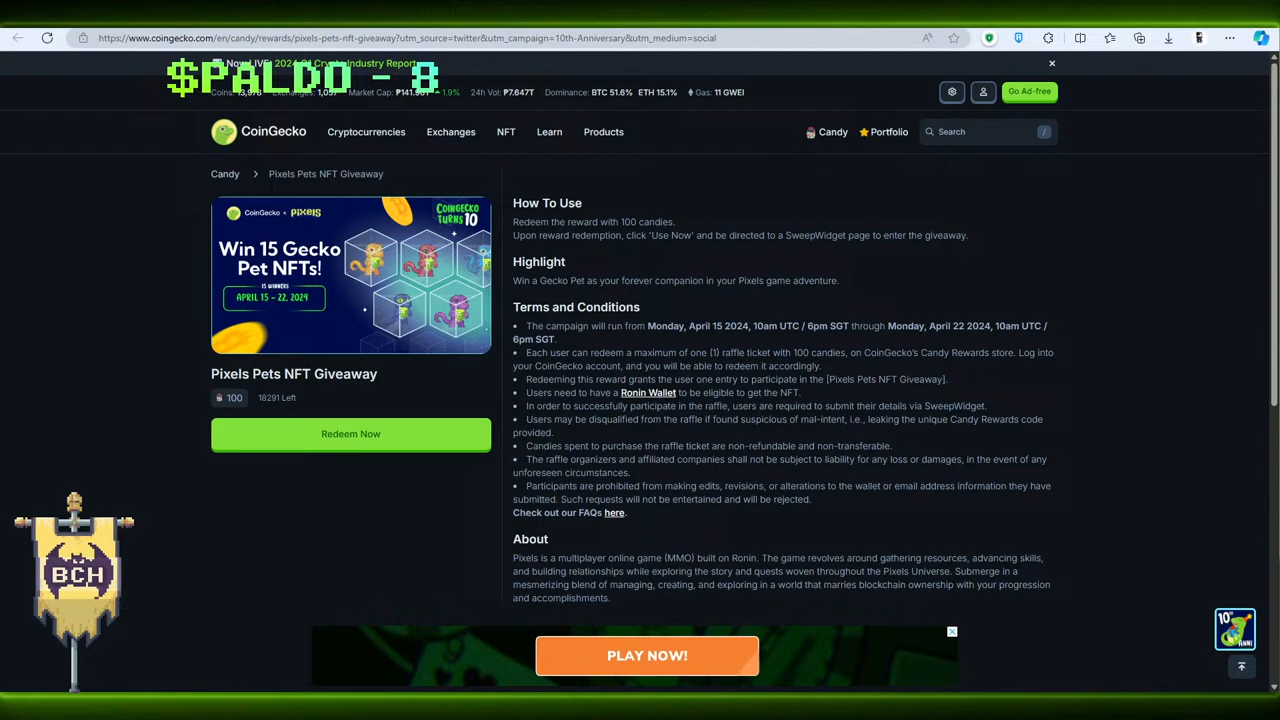 https://www.coingecko.com/en/candy/rewards/pixels-pets-nft-giveaway?utm_source=twitter&utm_campaign=10th-Anniversary&utm_medium=social
Now LIVE: 2024 Q1 Crypto Industry Report
$PALDO - 8
Market Cap: ₱141. 1.9% 24h Vol: ₱7.647T Dominance: BTC 51.6% ETH 15.1% Gas: 11 GWEI
Go Ad-free
CoinGecko Cryptocurrencies Exchanges NFT Learn Products Candy Portfolio Search /
Candy > Pixels Pets NFT Giveaway
CoinGecko × PIXELS
COINGECKO TURNS 10
Win 15 Gecko
Pet NFTs!
15 WINNERS
APRIL 15 - 22, 2024
Pixels Pets NFT Giveaway
100 18291 Left
Redeem Now
How To Use
Redeem the reward with 100 candies.
Upon reward redemption, click 'Use Now' and be directed to a SweepWidget page to enter the giveaway.
Highlight
Win a Gecko Pet as your forever companion in your Pixels game adventure.
Terms and Conditions
• The campaign will run from Monday, April 15 2024, 10am UTC / 6pm SGT through Monday, April 22 2024, 10am UTC /
6pm SGT.
• Each user can redeem a maximum of one (1) raffle ticket with 100 candies, on CoinGecko's Candy Rewards store. Log into
your CoinGecko account, and you will be able to redeem it accordingly.
• Redeeming this reward grants the user one entry to participate in the [Pixels Pets NFT Giveaway].
• Users need to have a Ronin Wallet to be eligible to get the NFT.
• In order to successfully participate in the raffle, users are required to submit their details via SweepWidget.
• Users may be disqualified from the raffle if found suspicious of mal-intent, i.e., leaking the unique Candy Rewards code
provided.
• Candies spent to purchase the raffle ticket are non-refundable and non-transferable.
• The raffle organizers and affiliated companies shall not be subject to liability for any loss or damages, in the event of any
unforeseen circumstances.
• Participants are prohibited from making edits, revisions, or alterations to the wallet or email address information they have
submitted. Such requests will not be entertained and will be rejected.
Check out our FAQs here.
About
Pixels is a multiplayer online game (MMO) built on Ronin. The game revolves around gathering resources, advancing skills,
and building relationships while exploring the story and quests woven throughout the Pixels Universe. Submerge in a
mesmerizing blend of managing, creating, and exploring in a world that marries blockchain ownership with your progression
and accomplishments.
BCH
PLAY NOW!
10th
ANNI